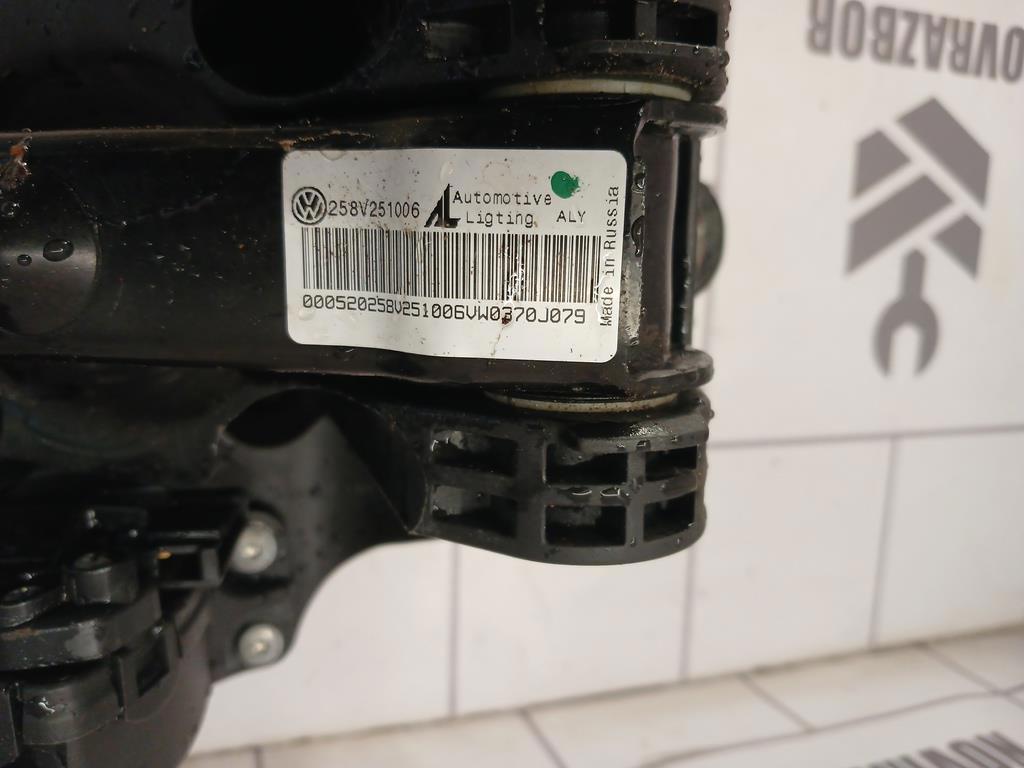 OVRAZBOR
258V251006
Automotive
Ligting ALY
000520258V251006VW0370J079
Made in Russia